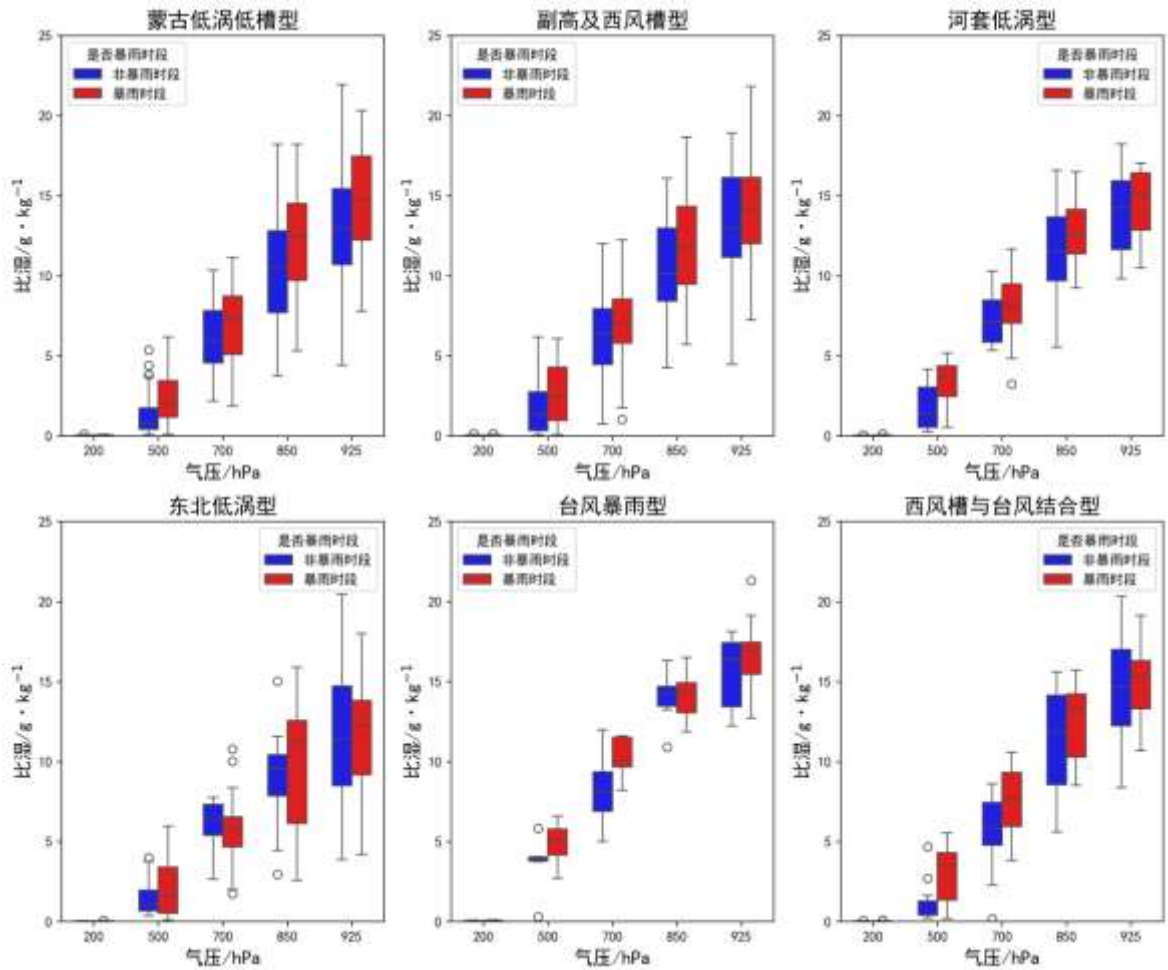 蒙古低涡低槽型
25
20
15
10
5
0
比湿/g·kg⁻¹
是否暴雨时段
非暴雨时段
暴雨时段
200 500 700 850 925
气压/hPa
副高及西风槽型
25
20
15
10
5
0
比湿/g·kg⁻¹
是否暴雨时段
非暴雨时段
暴雨时段
200 500 700 850 925
气压/hPa
河套低涡型
25
20
15
10
5
0
比湿/g·kg⁻¹
是否暴雨时段
非暴雨时段
暴雨时段
200 500 700 850 925
气压/hPa
东北低涡型
25
20
15
10
5
0
比湿/g·kg⁻¹
是否暴雨时段
非暴雨时段
暴雨时段
200 500 700 850 925
气压/hPa
台风暴雨型
25
20
15
10
5
0
比湿/g·kg⁻¹
是否暴雨时段
非暴雨时段
暴雨时段
200 500 700 850 925
气压/hPa
西风槽与台风结合型
25
20
15
10
5
0
比湿/g·kg⁻¹
是否暴雨时段
非暴雨时段
暴雨时段
200 500 700 850 925
气压/hPa